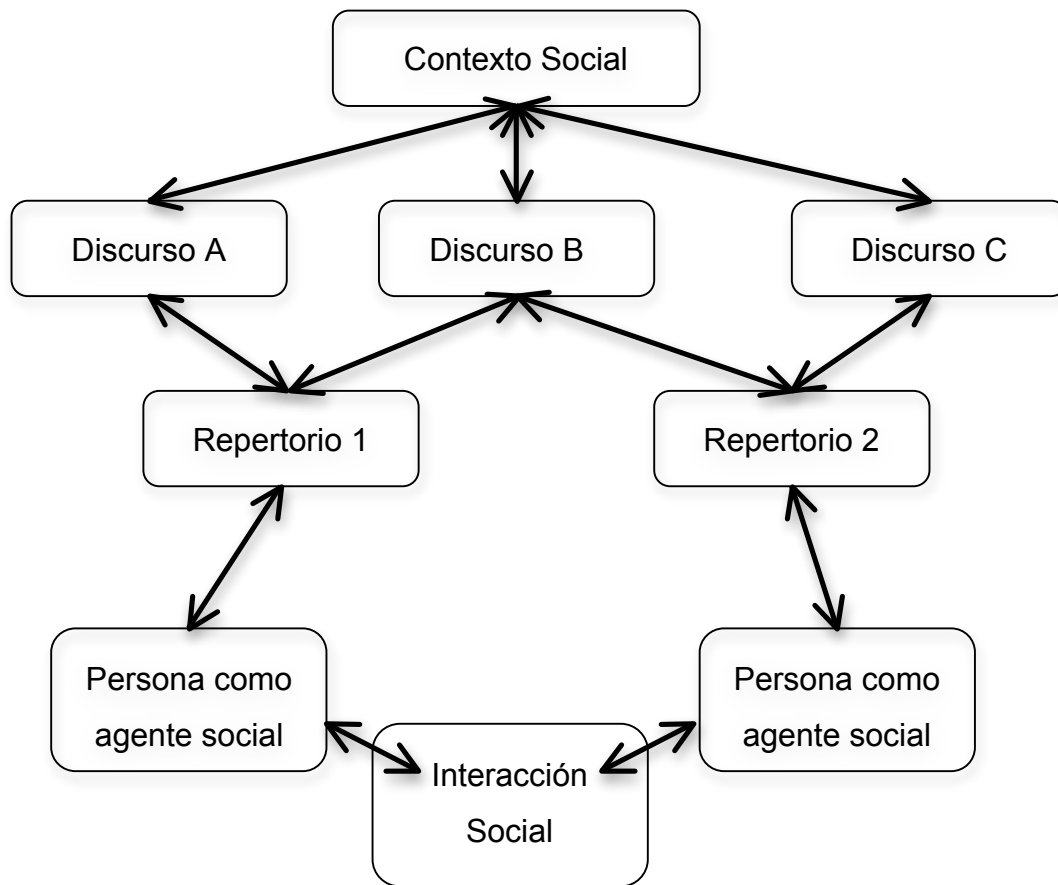 Contexto Social
Discurso A
Discurso B
Discurso C
Repertorio 1
Repertorio 2
Persona como
agente social
Persona como
agente social
Interacción
Social